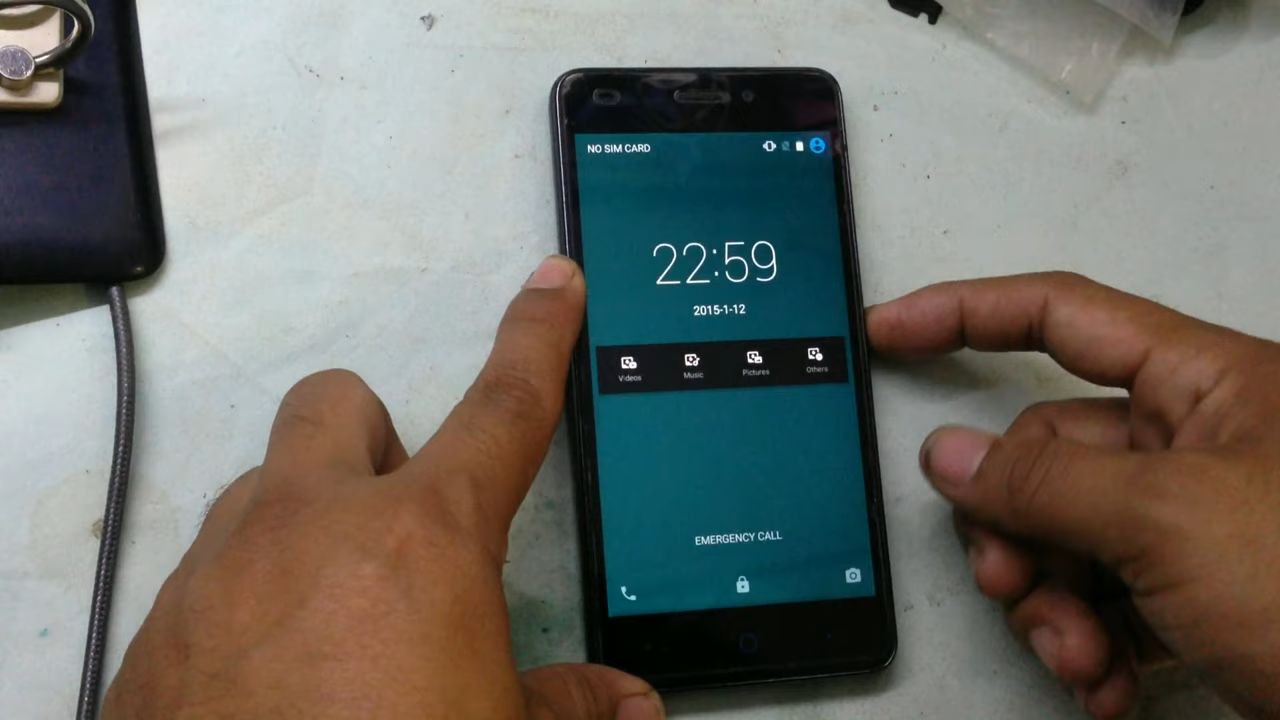 NO SIM CARD
22:59
2015-1-12
Videos Music Pictures Others
EMERGENCY CALL